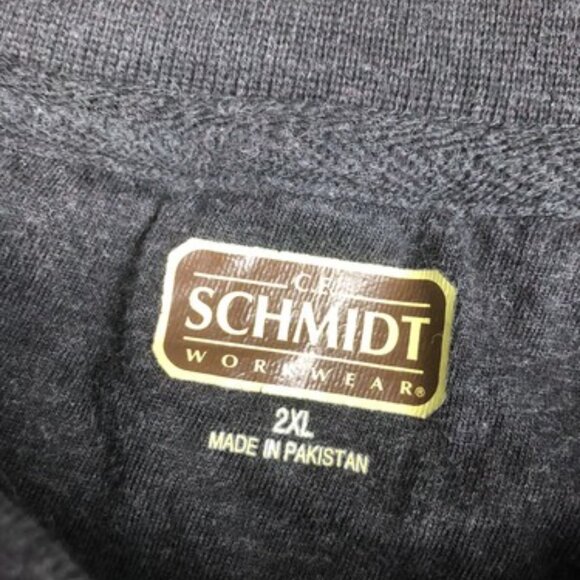 C.E.
SCHMIDT
WORKWEAR®
2XL
MADE IN PAKISTAN